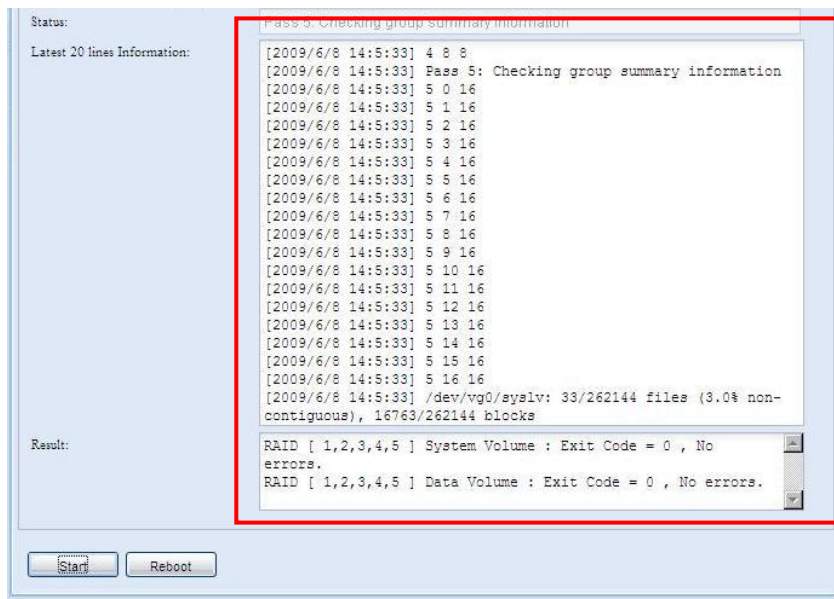 Status:
Pass 5: Checking group summary information
Latest 20 lines Information:
[2009/6/8 14:5:33] 4 8 8
[2009/6/8 14:5:33] Pass 5: Checking group summary information
[2009/6/8 14:5:33] 5 0 16
[2009/6/8 14:5:33] 5 1 16
[2009/6/8 14:5:33] 5 2 16
[2009/6/8 14:5:33] 5 3 16
[2009/6/8 14:5:33] 5 4 16
[2009/6/8 14:5:33] 5 5 16
[2009/6/8 14:5:33] 5 6 16
[2009/6/8 14:5:33] 5 7 16
[2009/6/8 14:5:33] 5 8 16
[2009/6/8 14:5:33] 5 9 16
[2009/6/8 14:5:33] 5 10 16
[2009/6/8 14:5:33] 5 11 16
[2009/6/8 14:5:33] 5 12 16
[2009/6/8 14:5:33] 5 13 16
[2009/6/8 14:5:33] 5 14 16
[2009/6/8 14:5:33] 5 15 16
[2009/6/8 14:5:33] 5 16 16
[2009/6/8 14:5:33] /dev/vg0/syslv: 33/262144 files (3.0% non-
contiguous), 16763/262144 blocks
Result:
RAID [ 1,2,3,4,5 ] System Volume : Exit Code = 0 , No
errors.
RAID [ 1,2,3,4,5 ] Data Volume : Exit Code = 0 , No errors.
Start
Reboot